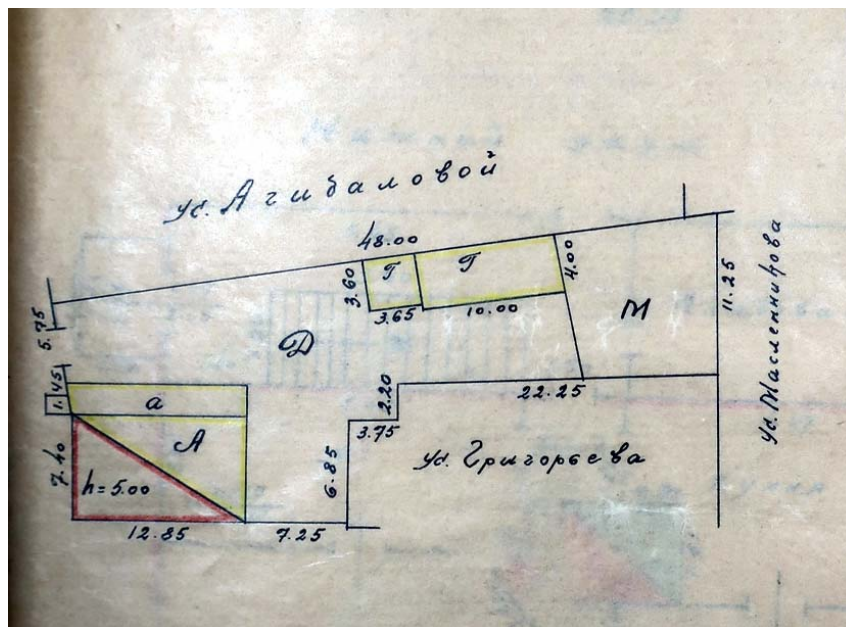 ул. Агибаловой
48.00
Г
Г
4.00
3.60
3.65
10.00
М
11.25
ул. Масленникова
5.75
Д
1.45
а
А
7.40
h=5.00
12.85
7.25
6.85
3.75
2.20
22.25
ул. Григорьева